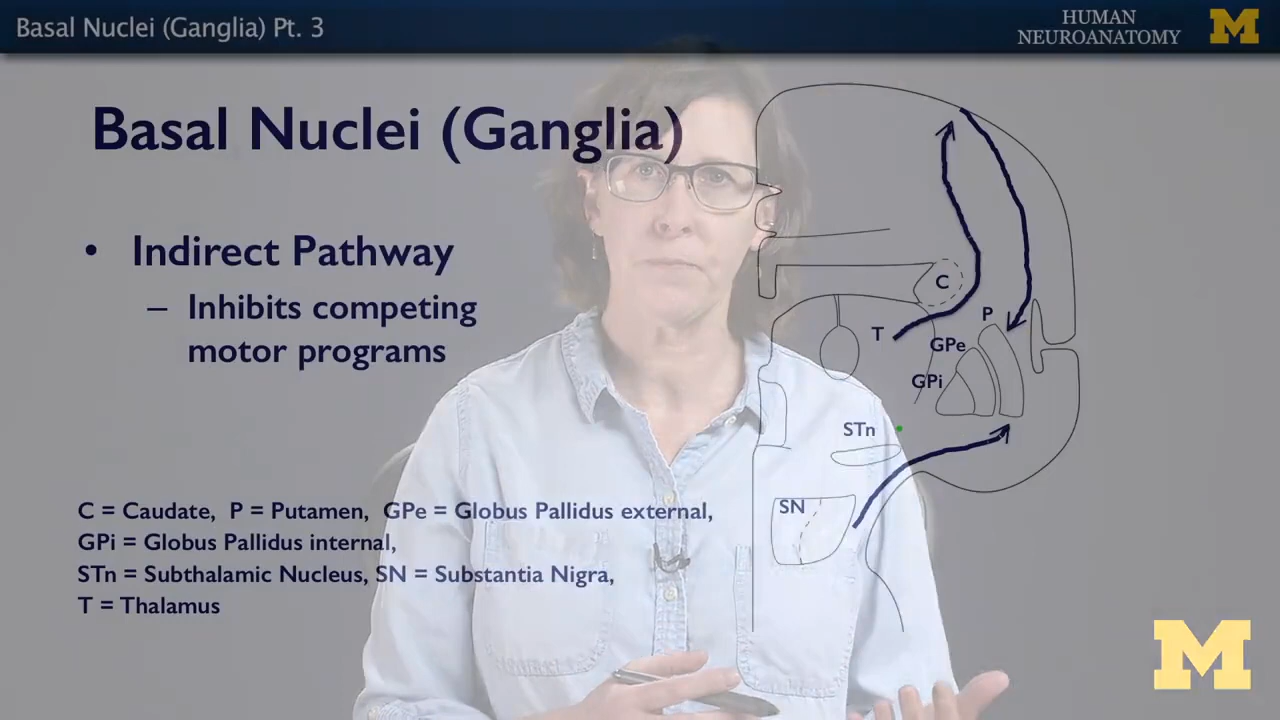 Basal Nuclei (Ganglia) Pt. 3
HUMAN
NEUROANATOMY
M
Basal Nuclei (Ganglia)
• Indirect Pathway
– Inhibits competing
motor programs
C
P
T
GPe
GPi
STn
SN
C = Caudate, P = Putamen, GPe = Globus Pallidus external,
GPi = Globus Pallidus internal,
STn = Subthalamic Nucleus, SN = Substantia Nigra,
T = Thalamus
M